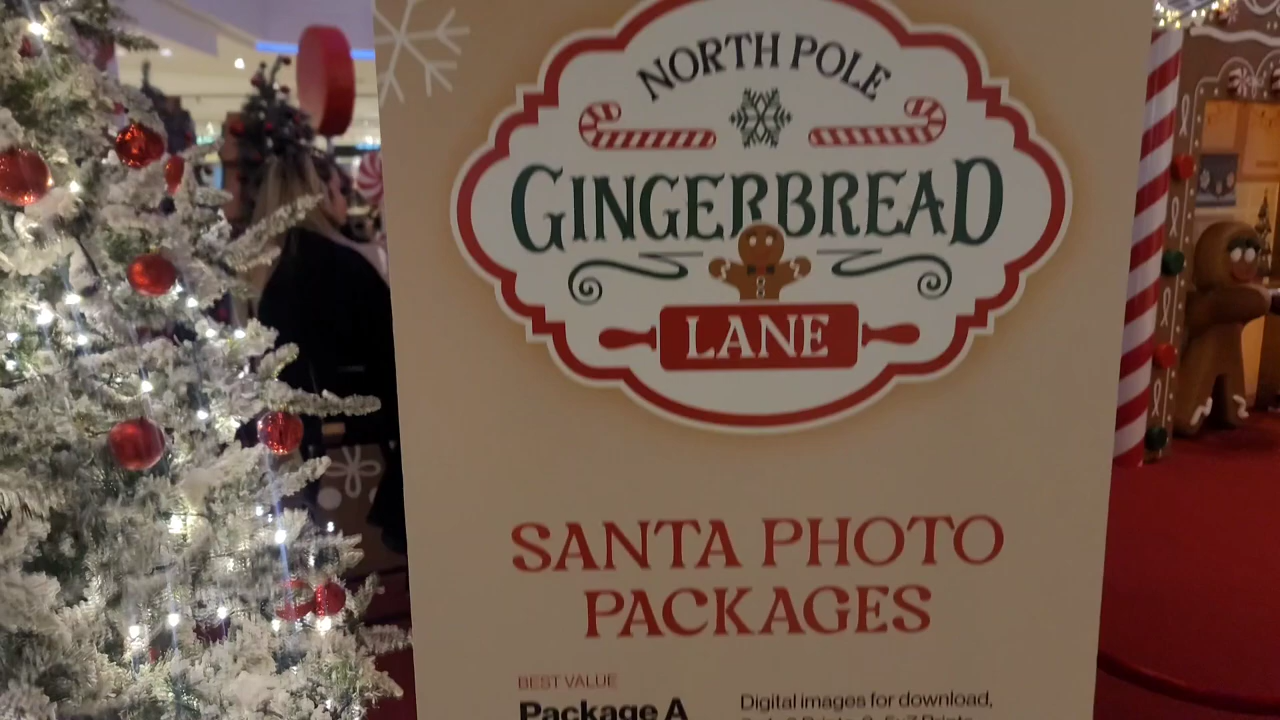 NORTH POLE
GINGERBREAD
LANE
SANTA PHOTO
PACKAGES
BEST VALUE
Package A
Digital images for download,